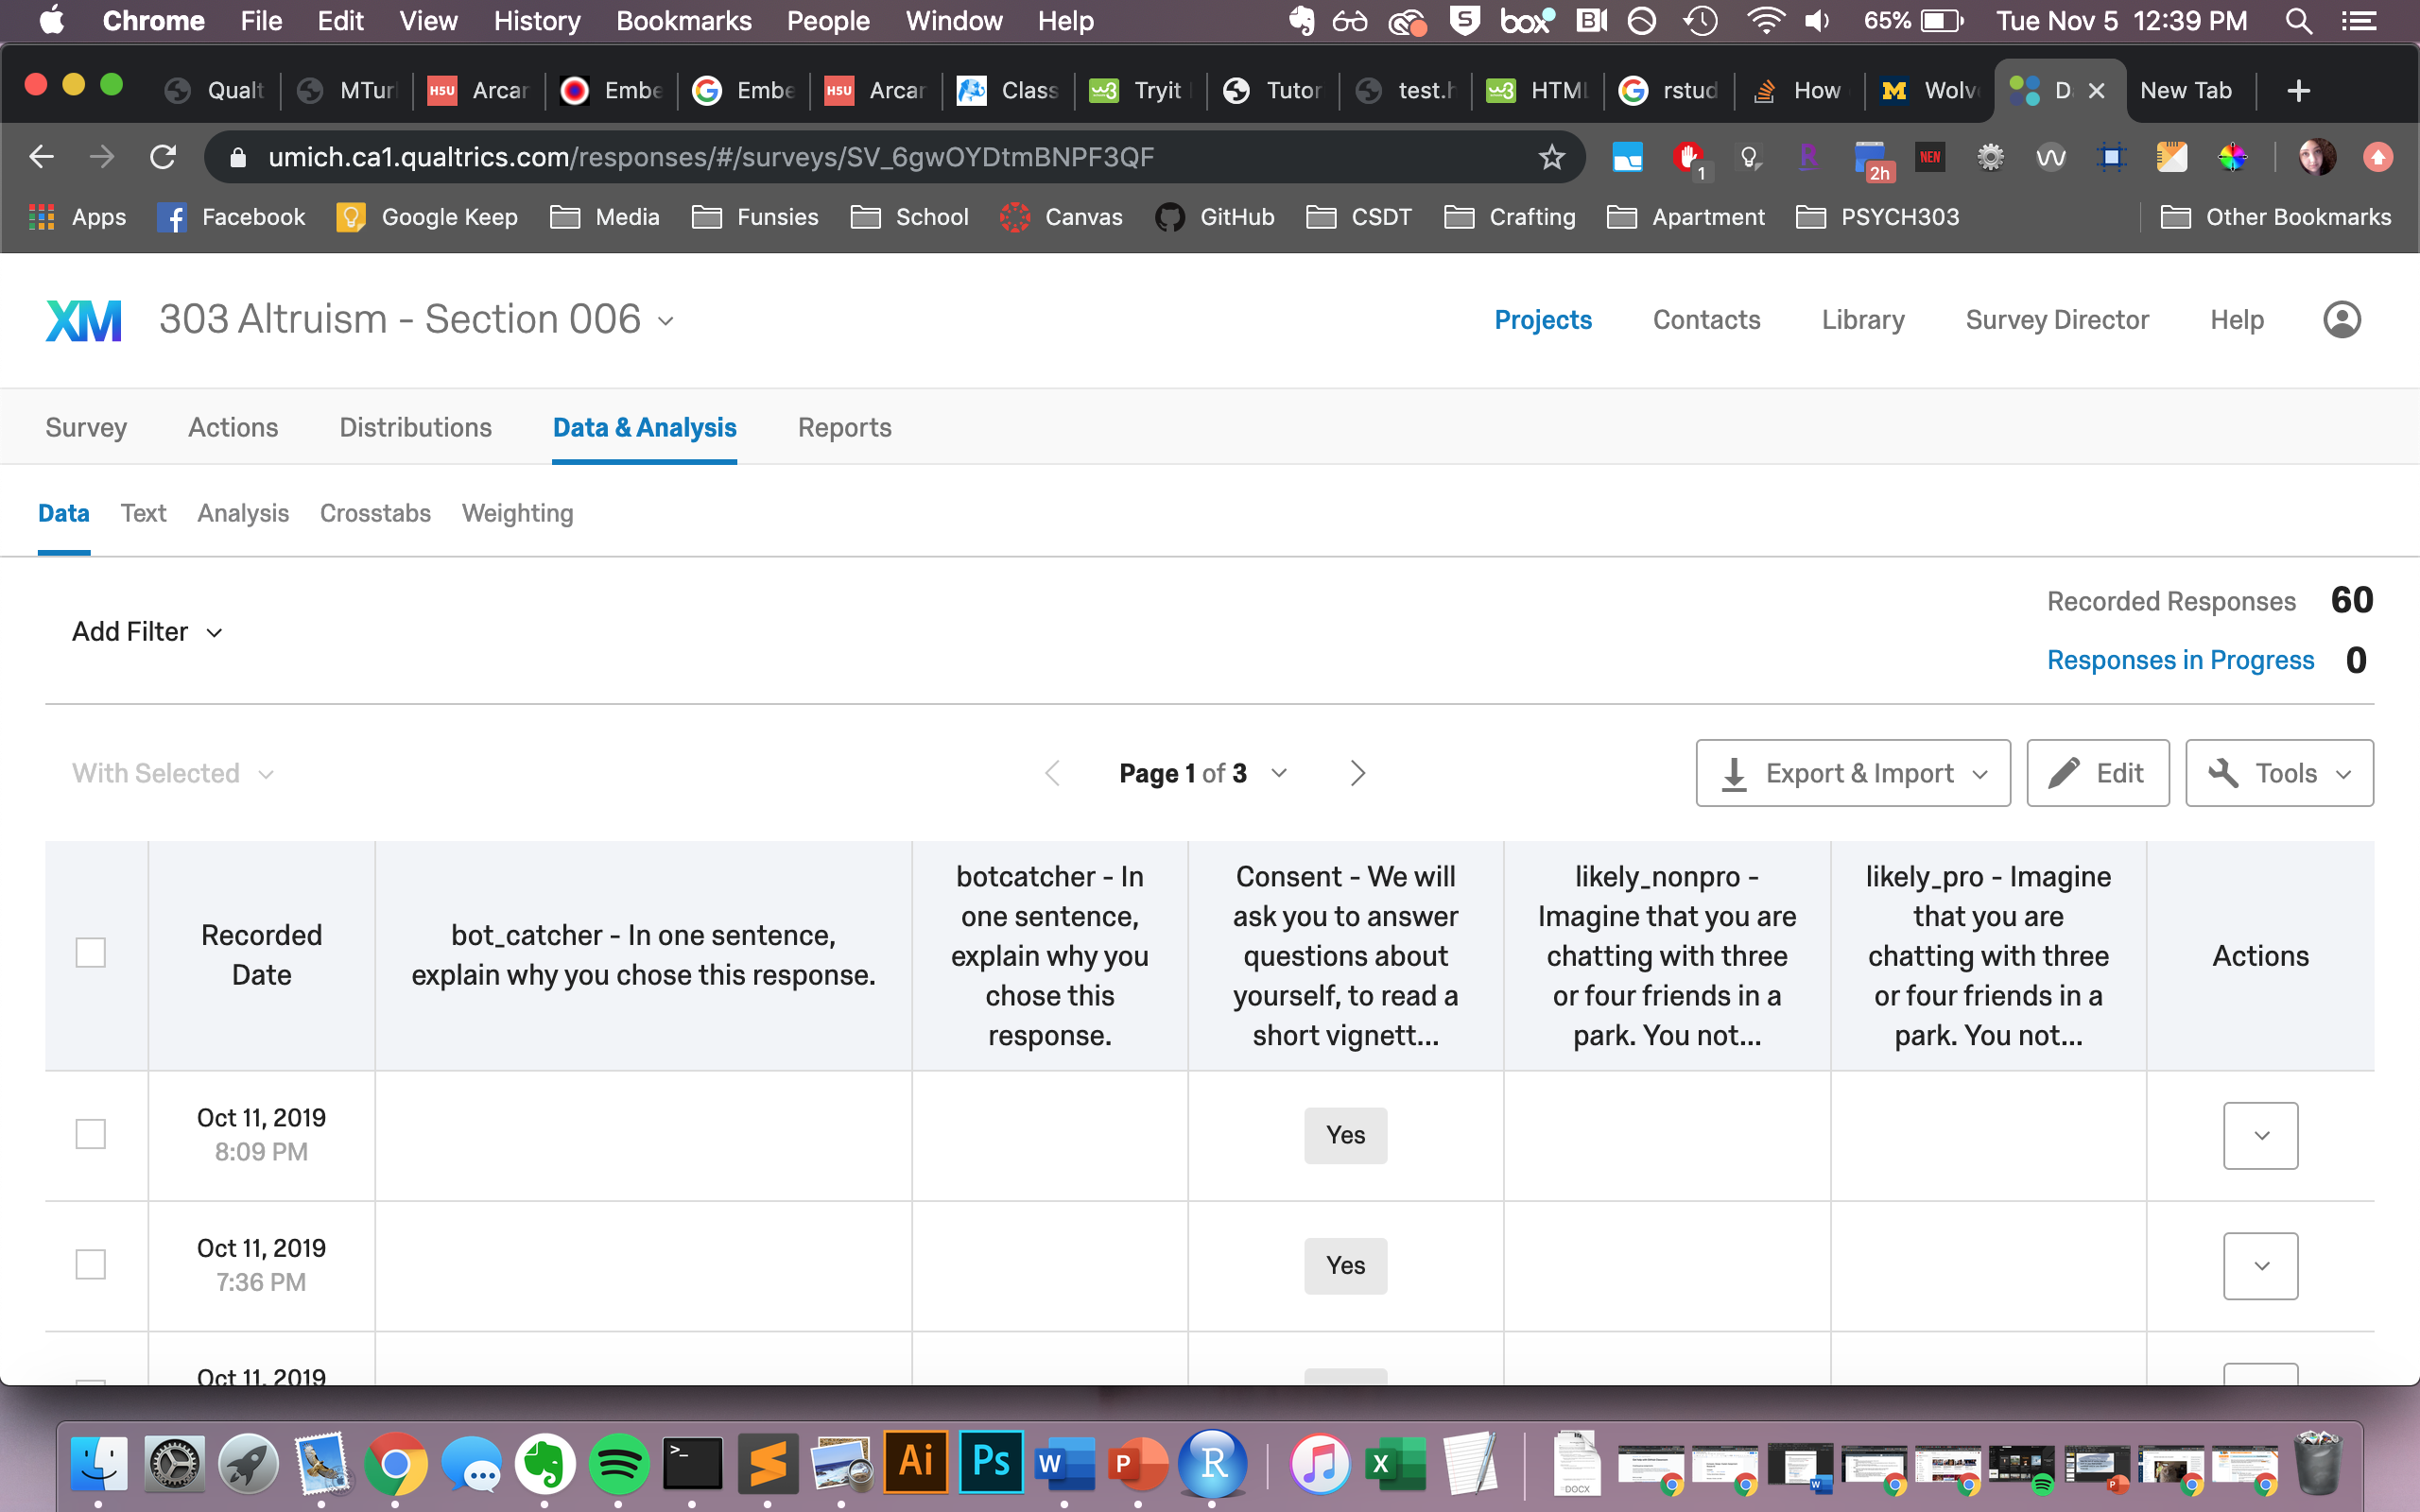 Chrome File Edit View History Bookmarks People Window Help box 65% Tue Nov 5 12:39 PM
Qualt MTur H5U Arcar Embe Embe H5U Arcar Class Tryit Tutor test.h HTML rstud How Wolv D New Tab
umich.ca1.qualtrics.com/responses/#/surveys/SV_6gwOYDtmBNPF3QF 1 2h NEW
Apps Facebook Google Keep Media Funsies School Canvas GitHub CSDT Crafting Apartment PSYCH303 Other Bookmarks
XM 303 Altruism - Section 006 Projects Contacts Library Survey Director Help
Survey Actions Distributions Data & Analysis Reports
Data Text Analysis Crosstabs Weighting
Recorded Responses 60
Add Filter
Responses in Progress 0
With Selected Page 1 of 3 Export & Import Edit Tools
Recorded
Date
bot_catcher - In one sentence,
explain why you chose this response.
botcatcher - In
one sentence,
explain why you
chose this
response.
Consent - We will
ask you to answer
questions about
yourself, to read a
short vignett...
likely_nonpro -
Imagine that you are
chatting with three
or four friends in a
park. You not...
likely_pro - Imagine
that you are
chatting with three
or four friends in a
park. You not...
Actions
Oct 11, 2019
8:09 PM
Yes
Oct 11, 2019
7:36 PM
Yes
Oct 11, 2019
>_ Ai Ps W P R X DOCX